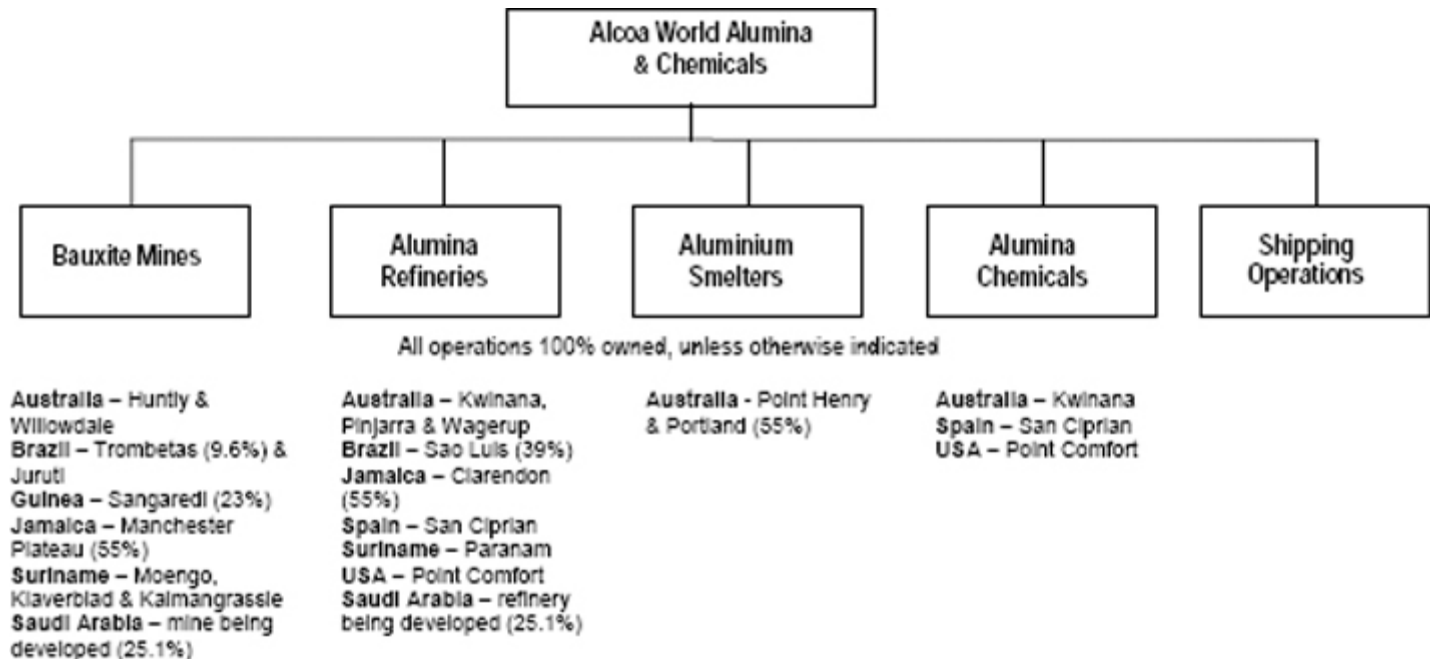 Alcoa World Alumina
& Chemicals
Bauxite Mines
Alumina
Refineries
Aluminium
Smelters
Alumina
Chemicals
Shipping
Operations
All operations 100% owned, unless otherwise indicated
Australia – Huntly &
Willowdale
Brazil – Trombetas (9.6%) &
Juruti
Guinea – Sangaredi (23%)
Jamaica – Manchester
Plateau (55%)
Suriname – Moengo,
Klaverblad & Kaimangrassie
Saudi Arabia – mine being
developed (25.1%)
Australia – Kwinana,
Pinjarra & Wagerup
Brazil – Sao Luis (39%)
Jamaica – Clarendon
(55%)
Spain – San Ciprian
Suriname – Paranam
USA – Point Comfort
Saudi Arabia – refinery
being developed (25.1%)
Australia - Point Henry
& Portland (55%)
Australia – Kwinana
Spain – San Ciprian
USA – Point Comfort